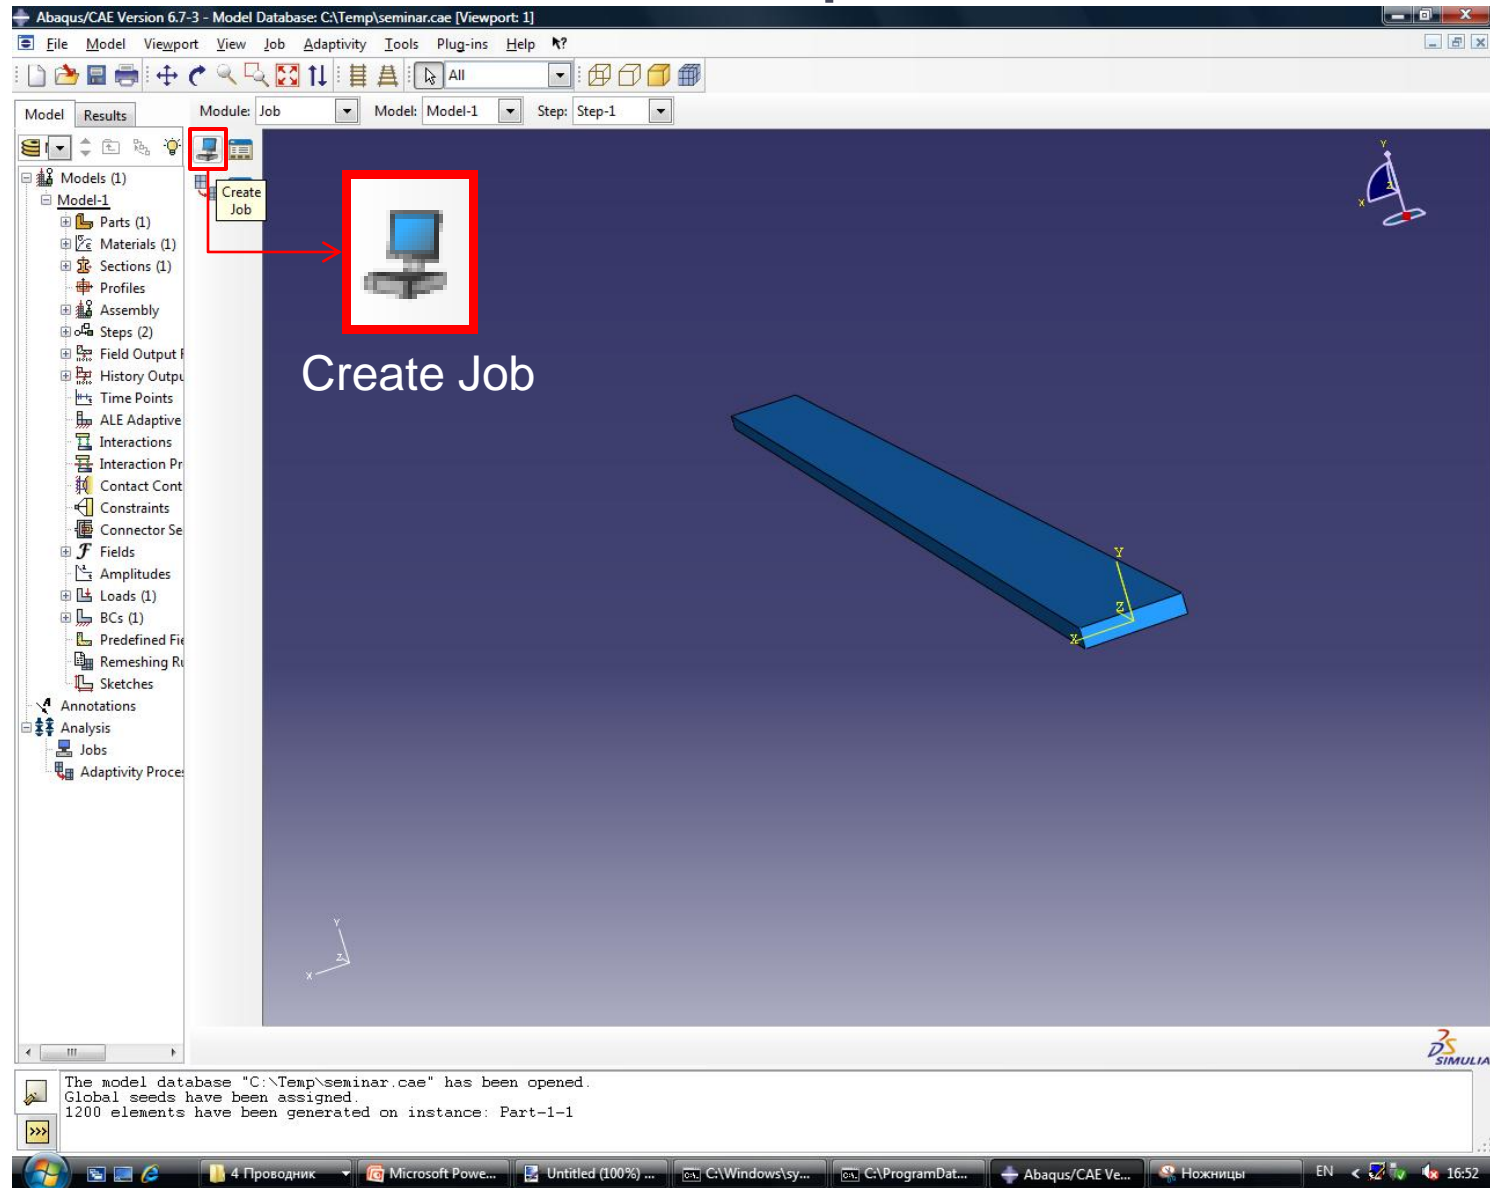 Abaqus/CAE Version 6.7-3 - Model Database: C:\Temp\seminar.cae [Viewport: 1]
File Model Viewport View Job Adaptivity Tools Plug-ins Help
All
Model Results Module: Job Model: Model-1 Step: Step-1
Models (1)
Model-1
Parts (1)
Materials (1)
Sections (1)
Profiles
Assembly
Steps (2)
Field Output
History Outpu
Time Points
ALE Adaptive
Interactions
Interaction Pr
Contact Cont
Constraints
Connector Se
Fields
Amplitudes
Loads (1)
BCs (1)
Predefined Fie
Remeshing Ru
Sketches
Annotations
Analysis
Jobs
Adaptivity Proces
Create
Job
Create Job
Y
Z
X
Y
Z
X
Y
Z
X
SIMULIA
The model database "C:\Temp\seminar.cae" has been opened.
Global seeds have been assigned.
1200 elements have been generated on instance: Part-1-1
>>>
4 Проводник Microsoft Powe... Untitled (100%) ... C:\Windows\sy... C:\ProgramDat... Abaqus/CAE Ve... Ножницы EN 16:52